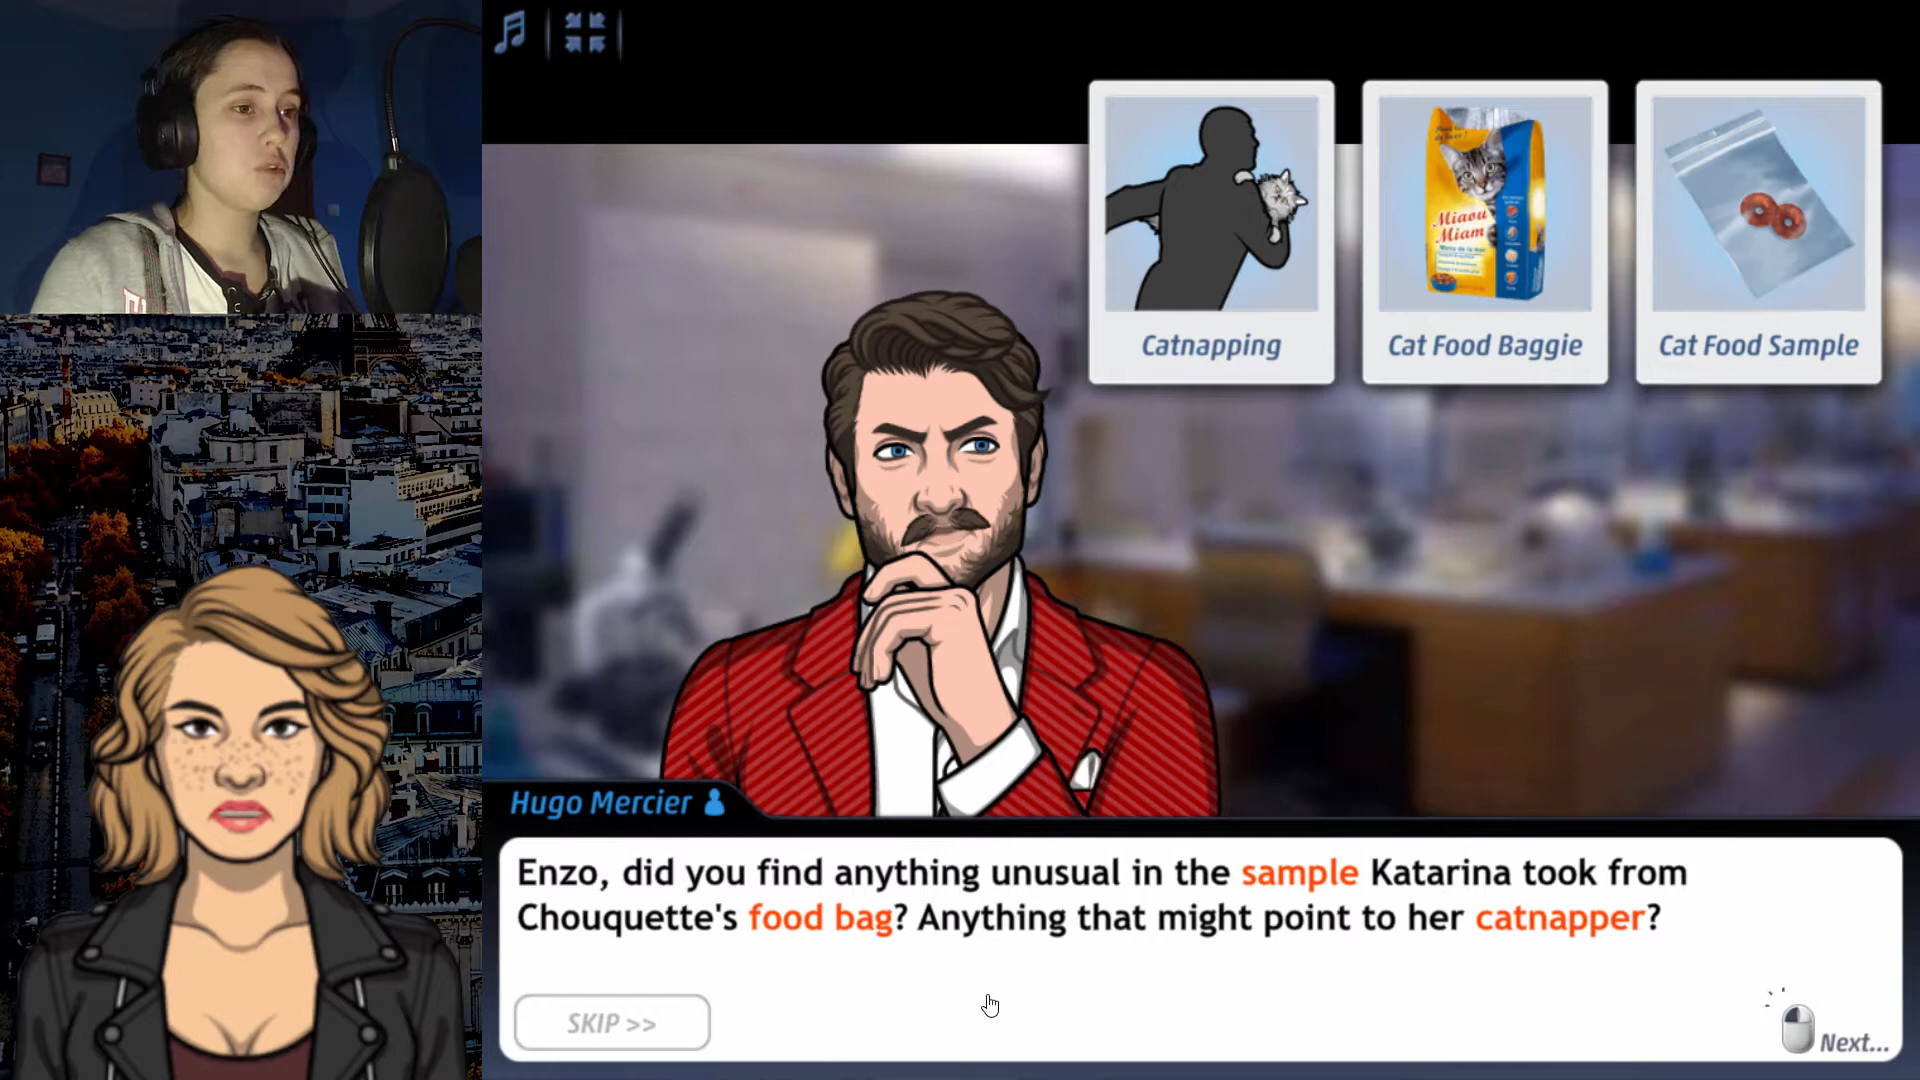 Catnapping
Cat Food Baggie
Cat Food Sample
Miaou
Miam
Hugo Mercier
Enzo, did you find anything unusual in the sample Katarina took from
Chouquette's food bag? Anything that might point to her catnapper?
SKIP >>
Next...